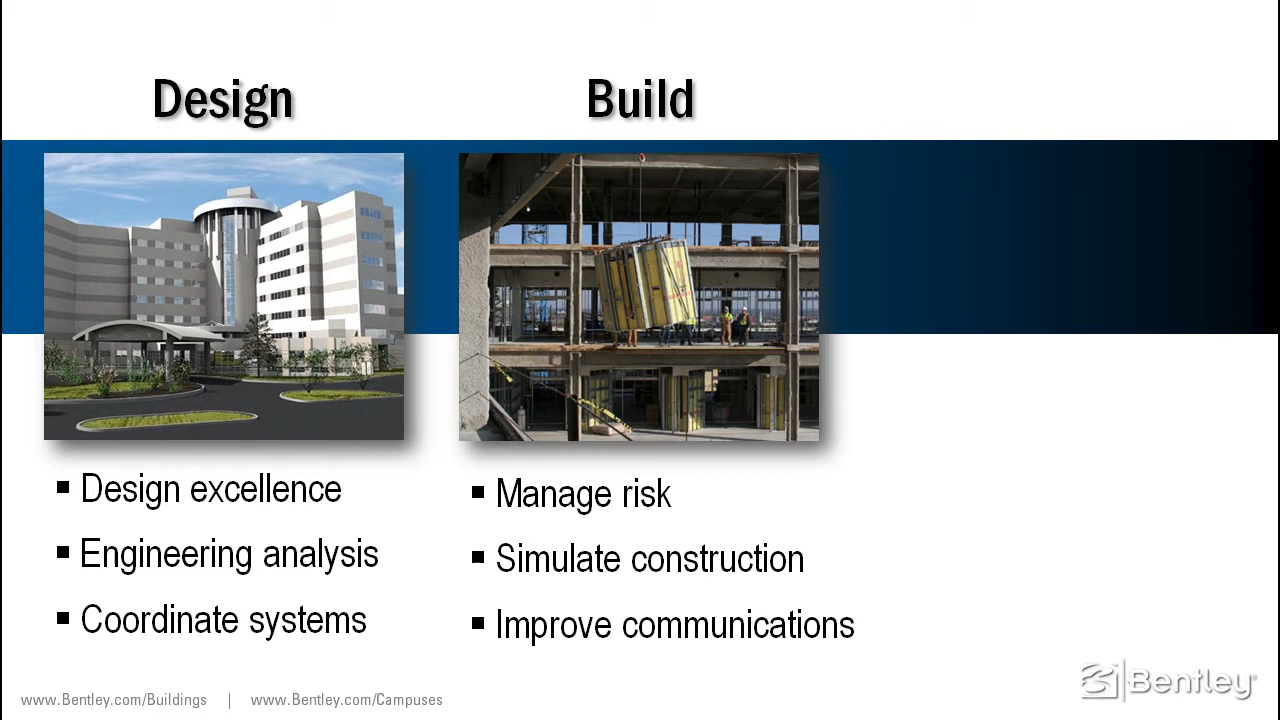 Design
Build
Design excellence
Engineering analysis
Coordinate systems
Manage risk
Simulate construction
Improve communications
www.Bentley.com/Buildings | www.Bentley.com/Campuses
Bentley®